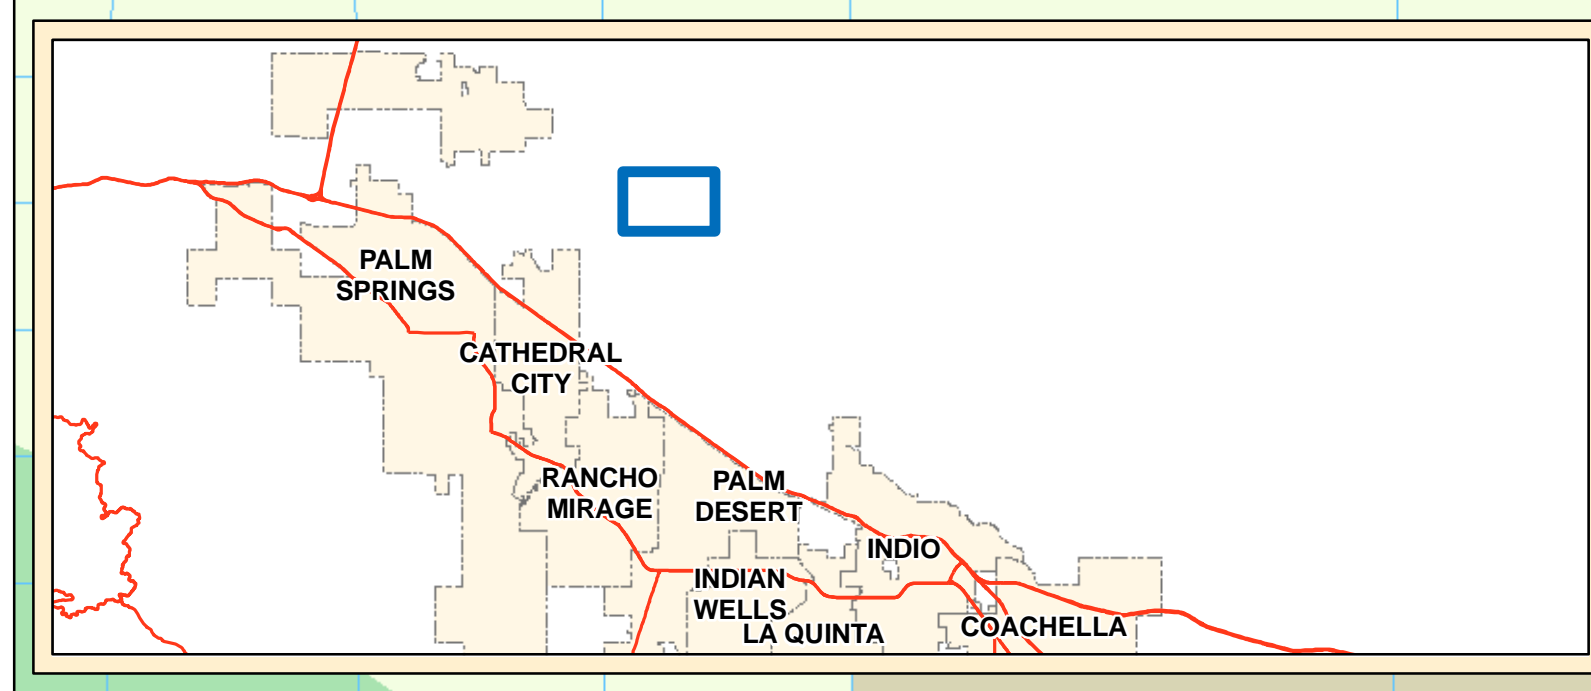 PALM
SPRINGS
CATHEDRAL
CITY
RANCHO
MIRAGE
PALM
DESERT
INDIO
INDIAN
WELLS
LA QUINTA
COACHELLA